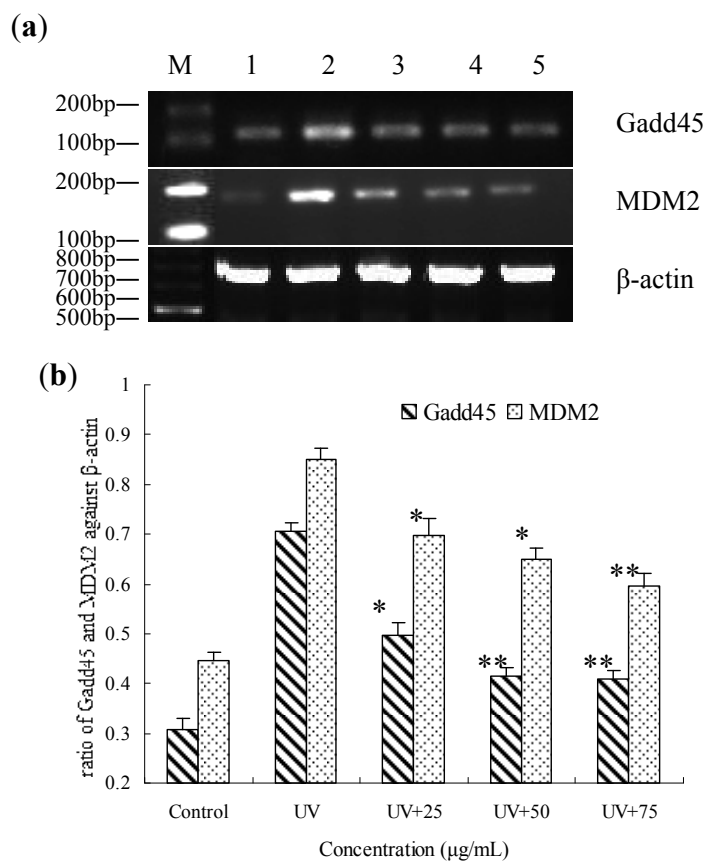 (a)
M 1 2 3 4 5
200bp—
100bp—
Gadd45
200bp—
100bp—
MDM2
800bp—
700bp—
600bp—
500bp—
β-actin
(b)
ratio of Gadd45 and MDM2 against β-actin
1
0.9
0.8
0.7
0.6
0.5
0.4
0.3
0.2
Gadd45 MDM2
*
*
*
**
**
**
Control UV UV+25 UV+50 UV+75
Concentration (μg/mL)